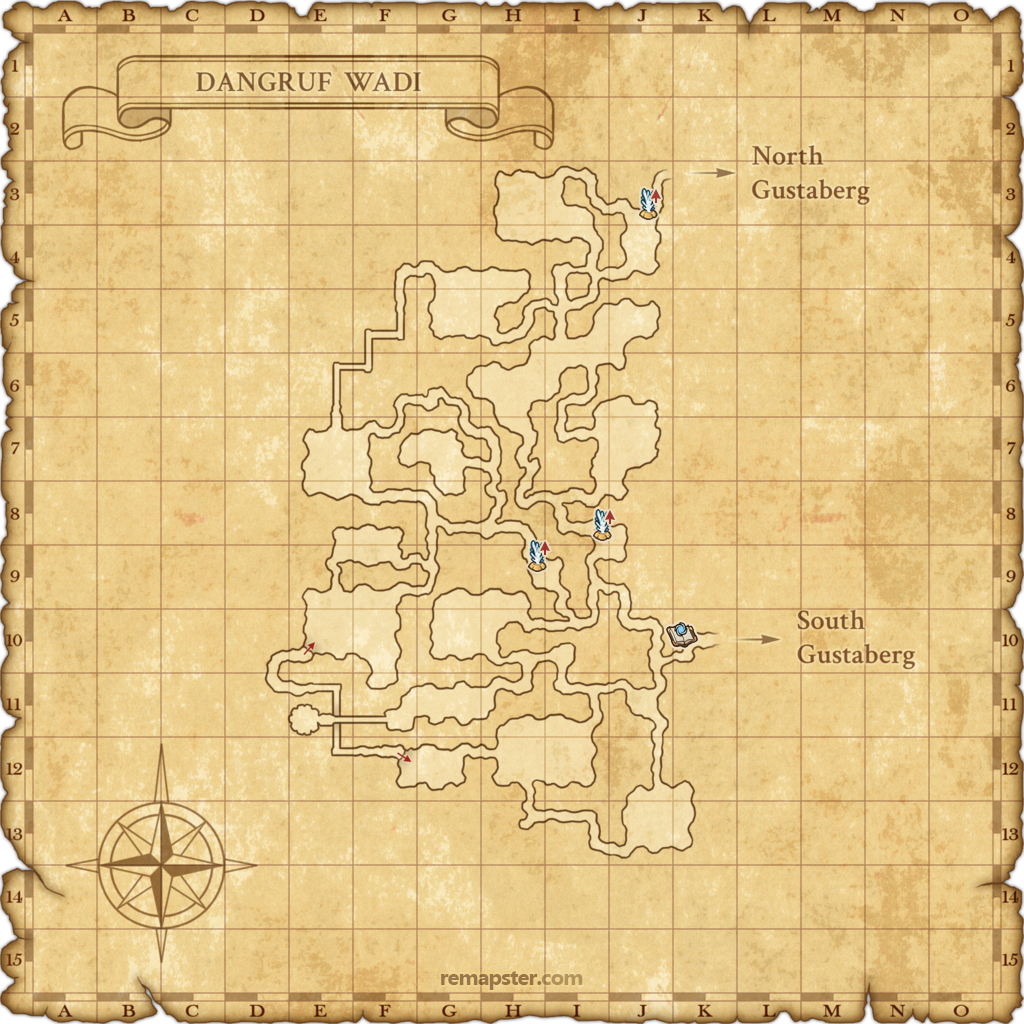 A B C D E F G H I J K L M N O
1 1
DANGRUF WADI
2 2
North
Gustaberg
3 3
4 4
5 5
6 6
7 7
8 8
9 9
South
Gustaberg
10 10
11 11
12 12
13 13
14 14
15 15
remapster.com
A B C D E F G H I J K L M N O